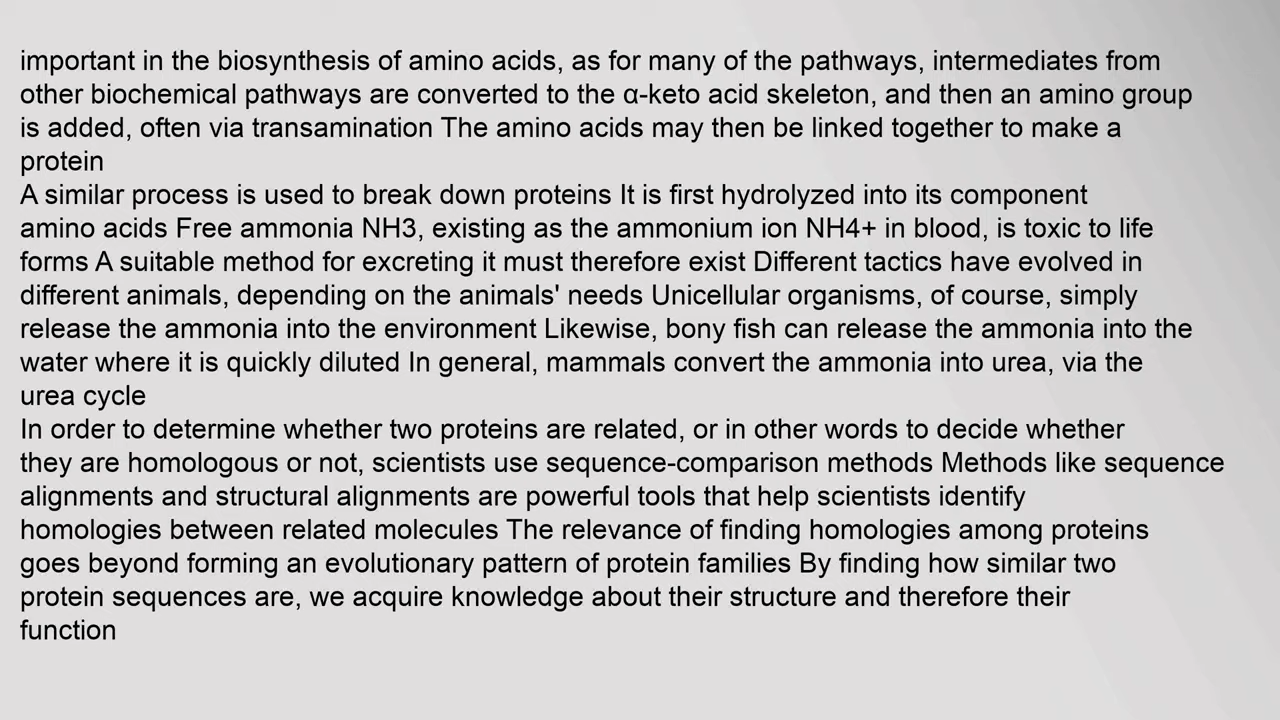 important in the biosynthesis of amino acids, as for many of the pathways, intermediates from
other biochemical pathways are converted to the α-keto acid skeleton, and then an amino group
is added, often via transamination The amino acids may then be linked together to make a
protein
A similar process is used to break down proteins It is first hydrolyzed into its component
amino acids Free ammonia NH3, existing as the ammonium ion NH4+ in blood, is toxic to life
forms A suitable method for excreting it must therefore exist Different tactics have evolved in
different animals, depending on the animals' needs Unicellular organisms, of course, simply
release the ammonia into the environment Likewise, bony fish can release the ammonia into the
water where it is quickly diluted In general, mammals convert the ammonia into urea, via the
urea cycle
In order to determine whether two proteins are related, or in other words to decide whether
they are homologous or not, scientists use sequence-comparison methods Methods like sequence
alignments and structural alignments are powerful tools that help scientists identify
homologies between related molecules The relevance of finding homologies among proteins
goes beyond forming an evolutionary pattern of protein families By finding how similar two
protein sequences are, we acquire knowledge about their structure and therefore their
function